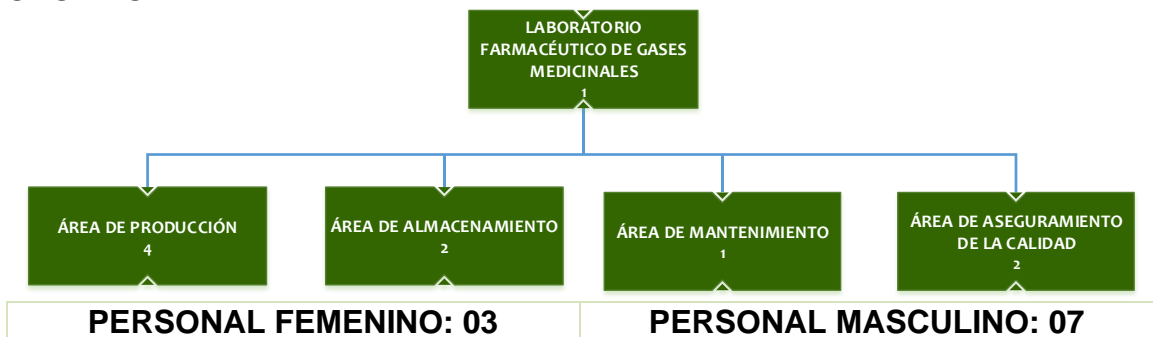 LABORATORIO
FARMACÉUTICO DE GASES
MEDICINALES
1
ÁREA DE PRODUCCIÓN
4
ÁREA DE ALMACENAMIENTO
2
ÁREA DE MANTENIMIENTO
1
ÁREA DE ASEGURAMIENTO
DE LA CALIDAD
2
PERSONAL FEMENINO: 03
PERSONAL MASCULINO: 07